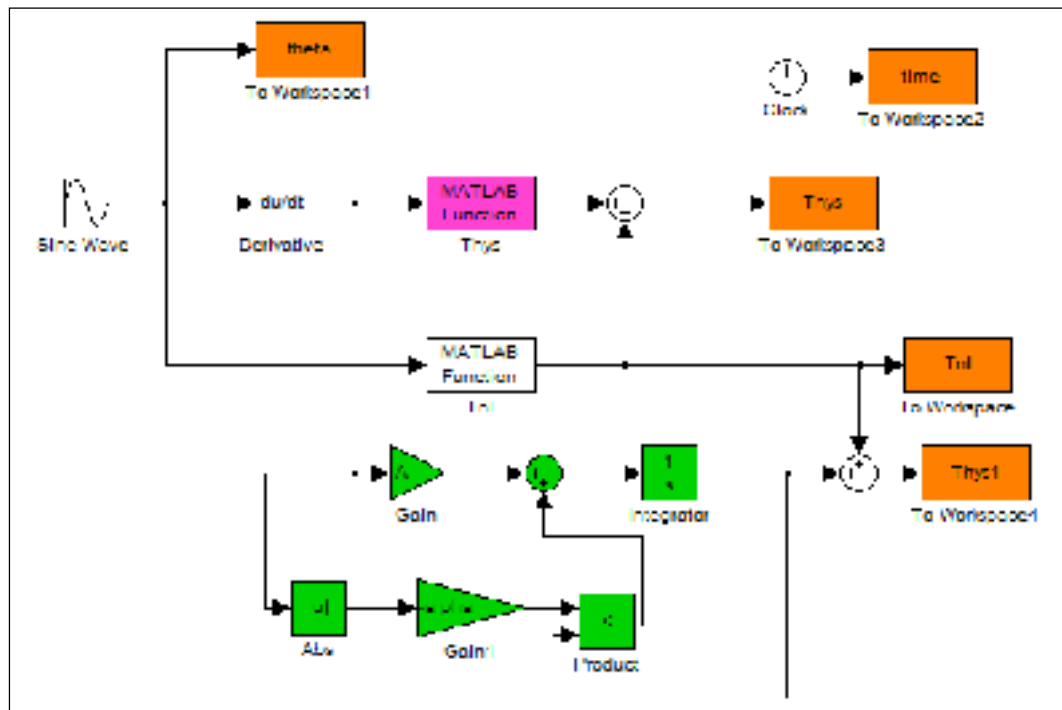 theta
To Workspace1
time
Clock
To Workspace2
Sine Wave
du/dt
Derivative
MATLAB
Function
Thys
Thys
To Workspace3
MATLAB
Function
Tnl
Tnl
To Workspace
Gain
1
s
Integrator
Thys1
To Workspace4
|u|
Abs
Gain1
Product